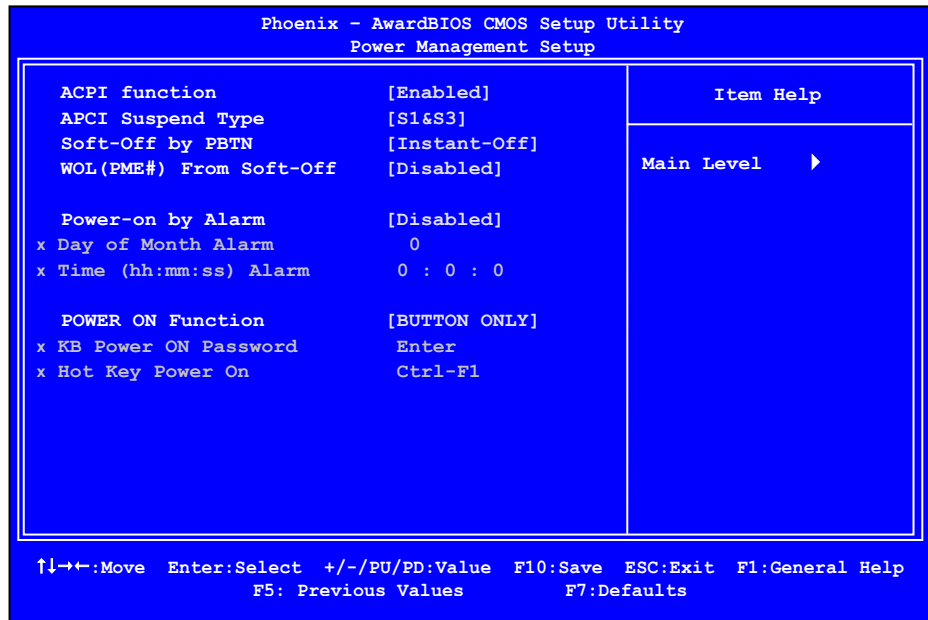 Phoenix – AwardBIOS CMOS Setup Utility
Power Management Setup
ACPI function [Enabled]
APCI Suspend Type [S1&S3]
Soft-Off by PBTN [Instant-Off]
WOL(PME#) From Soft-Off [Disabled]
Power-on by Alarm [Disabled]
x Day of Month Alarm 0
x Time (hh:mm:ss) Alarm 0 : 0 : 0
POWER ON Function [BUTTON ONLY]
x KB Power ON Password Enter
x Hot Key Power On Ctrl-F1
Item Help
Main Level
↑↓→←:Move Enter:Select +/-/PU/PD:Value F10:Save ESC:Exit F1:General Help
F5: Previous Values F7:Defaults